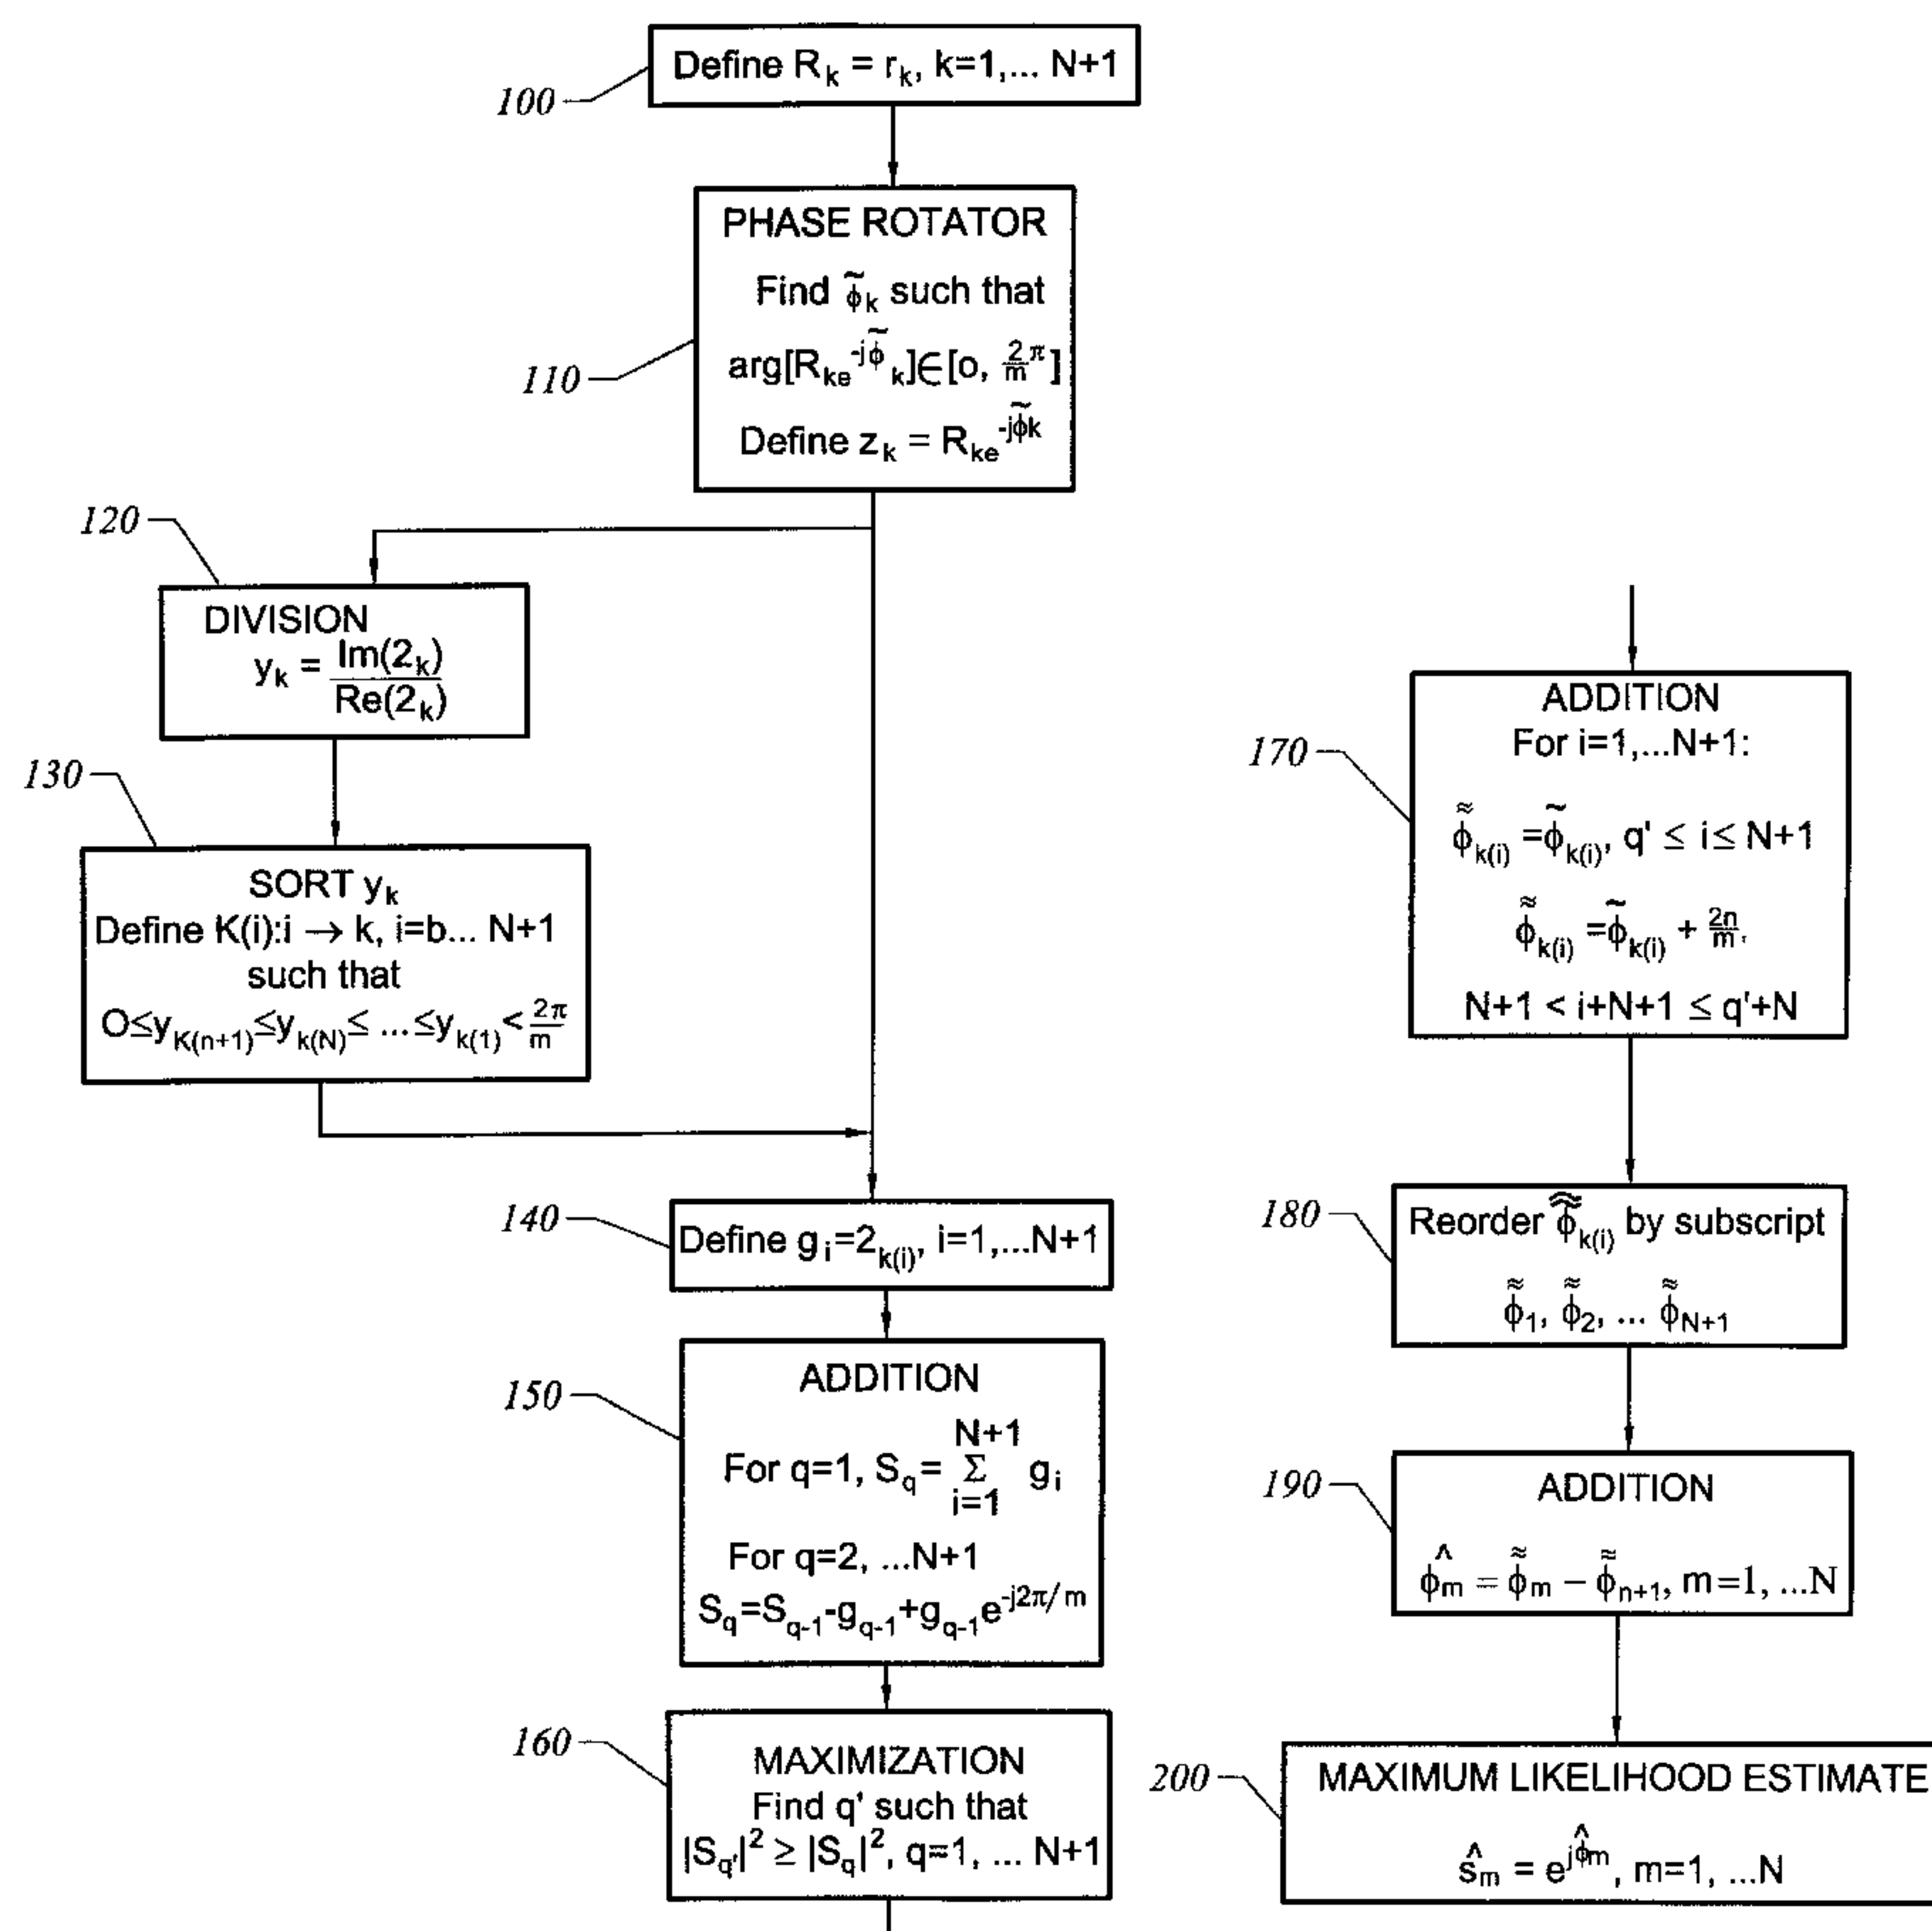 Define R_k = r_k, k=1,... N+1
100
PHASE ROTATOR
Find φ̃_k such that
arg[R_ke^-jφ̃_k]∈[o, 2/m π]
Define z_k = R_ke^-jφ̃k
110
120
DIVISION
y_k = Im(2_k)
Re(2_k)
130
SORT y_k
Define K(i):i → k, i=b... N+1
such that
O≤y_K(n+1)≤y_k(N)≤ ...≤y_k(1)< 2π/m
140
Define g_i=2_k(i), i=1,...N+1
150
ADDITION
N+1
For q=1, S_q= Σ g_i
i=1
For q=2, ...N+1
S_q=S_q-1-g_q-1+g_q-1e^-j2π/m
160
MAXIMIZATION
Find q' such that
|S_q'|² ≥ |S_q|², q=1, ... N+1
170
ADDITION
For i=1,...N+1:
φ̃̃_k(i) =φ̃_k(i), q' ≤ i≤ N+1
φ̃̃_k(i) =φ̃_k(i) + 2n/m,
N+1 < i+N+1 ≤ q'+N
180
Reorder φ̃̃_k(i) by subscript
φ̃̃_1, φ̃̃_2, ... φ̃̃_N+1
190
ADDITION
φ̂_m = φ̃̃_m − φ̃̃_n+1, m=1, ...N
200
MAXIMUM LIKELIHOOD ESTIMATE
ŝ_m = e^jφ̂m, m=1, ...N